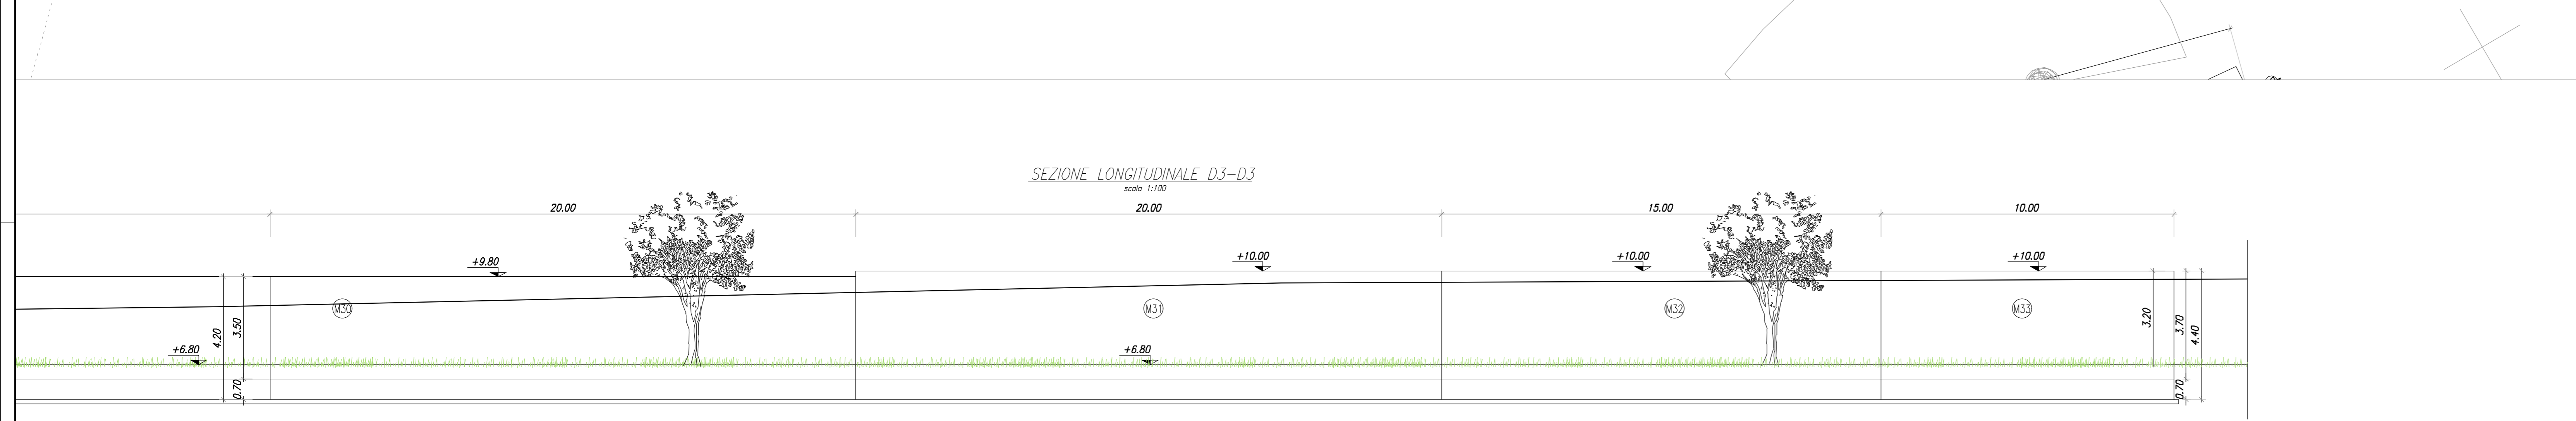 SEZIONE LONGITUDINALE D3-D3
scala 1:100
20.00
20.00
15.00
10.00
+9.80
+10.00
+10.00
+10.00
M30
M31
M32
M33
4.20
3.50
3.20
3.70
4.40
+6.80
+6.80
0.70
0.70